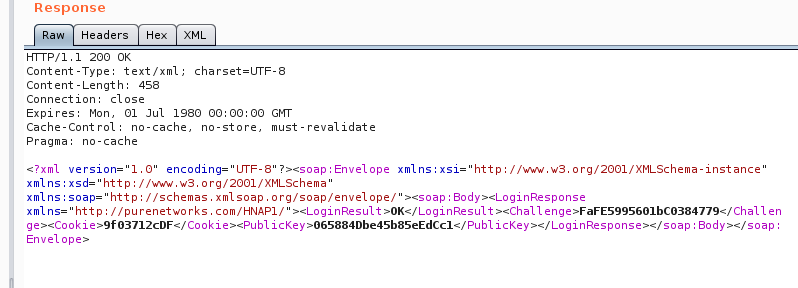 Response
Raw Headers Hex XML
HTTP/1.1 200 OK
Content-Type: text/xml; charset=UTF-8
Content-Length: 458
Connection: close
Expires: Mon, 01 Jul 1980 00:00:00 GMT
Cache-Control: no-cache, no-store, must-revalidate
Pragma: no-cache
<?xml version="1.0" encoding="UTF-8"?><soap:Envelope xmlns:xsi="http://www.w3.org/2001/XMLSchema-instance"
xmlns:xsd="http://www.w3.org/2001/XMLSchema"
xmlns:soap="http://schemas.xmlsoap.org/soap/envelope/"><soap:Body><LoginResponse
xmlns="http://purenetworks.com/HNAP1/"><LoginResult>OK</LoginResult><Challenge>FaFE5995601bC0384779</Challen
ge><Cookie>9f03712cDF</Cookie><PublicKey>065884Dbe45b85eEdCc1</PublicKey></LoginResponse></soap:Body></soap:
Envelope>